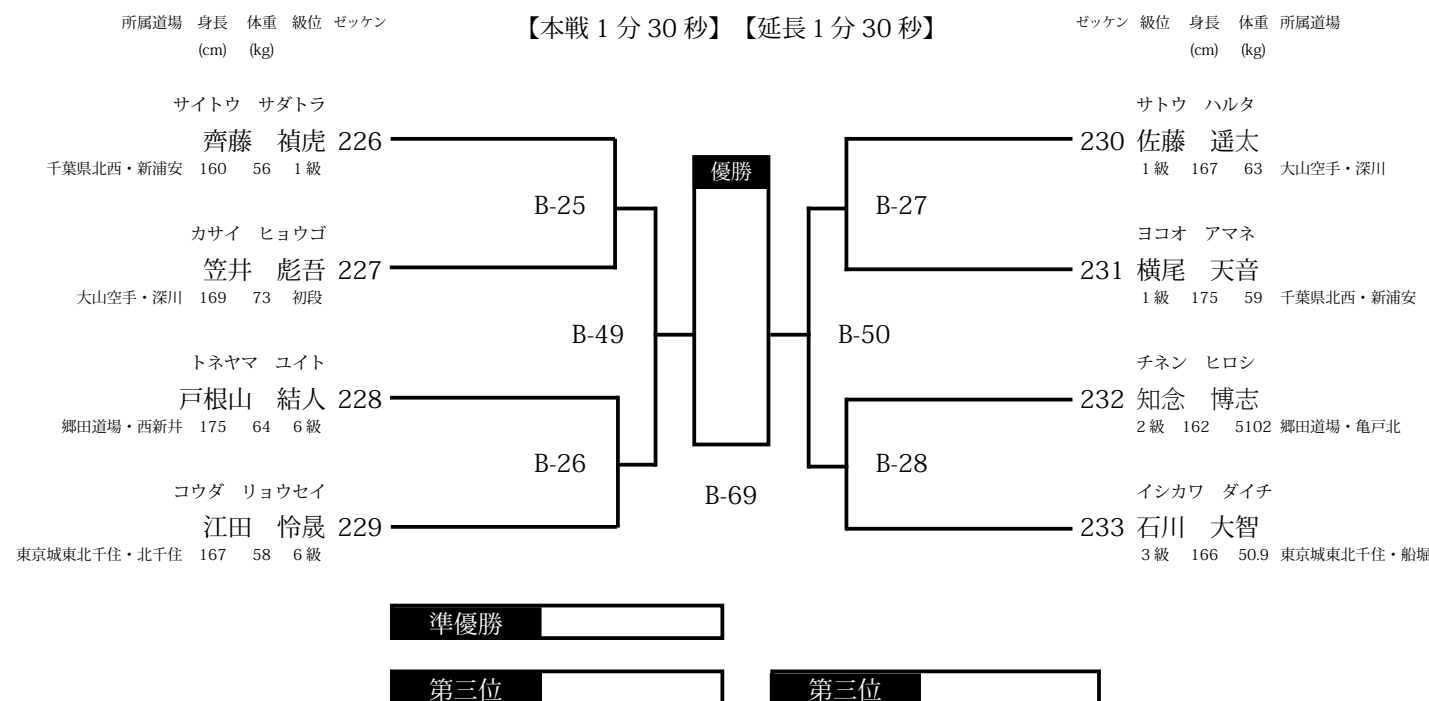 所属道場 身長 体重 級位 ゼッケン 【本戦1分30秒】【延長1分30秒】 ゼッケン 級位 身長 体重 所属道場
(cm) (kg) (cm) (kg)
サイトウ サダトラ
齊藤 禎虎 226
千葉県北西・新浦安 160 56 1級
B-25
カサイ ヒョウゴ
笠井 彪吾 227
大山空手・深川 169 73 初段
B-49
トネヤマ ユイト
戸根山 結人 228
郷田道場・西新井 175 64 6級
B-26
コウダ リョウセイ
江田 怜晟 229
東京城東北千住・北千住 167 58 6級
優勝
B-69
サトウ ハルタ
230 佐藤 遥太
1級 167 63 大山空手・深川
B-27
ヨコオ アマネ
231 横尾 天音
1級 175 59 千葉県北西・新浦安
B-50
チネン ヒロシ
232 知念 博志
2級 162 5102 郷田道場・亀戸北
B-28
イシカワ ダイチ
233 石川 大智
3級 166 50.9 東京城東北千住・船堀
準優勝
第三位 第三位